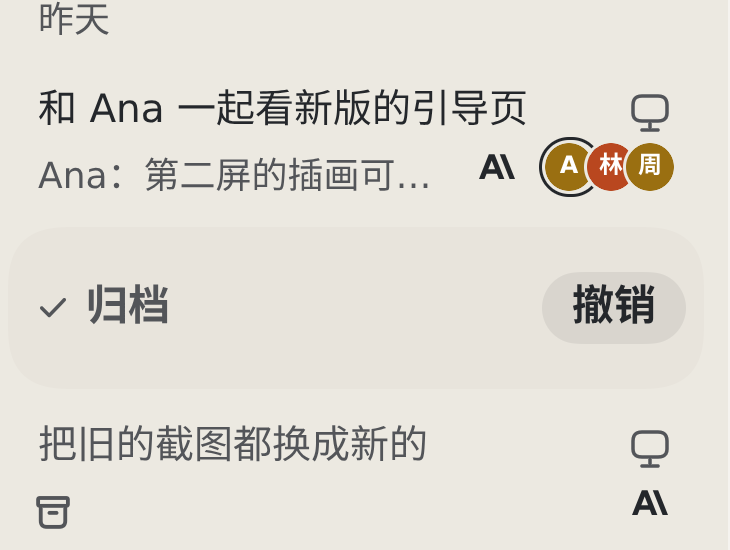 昨天
和 Ana 一起看新版的引导页
Ana：第二屏的插画可…
A\ A 林 周
归档 撤销
把旧的截图都换成新的
A\